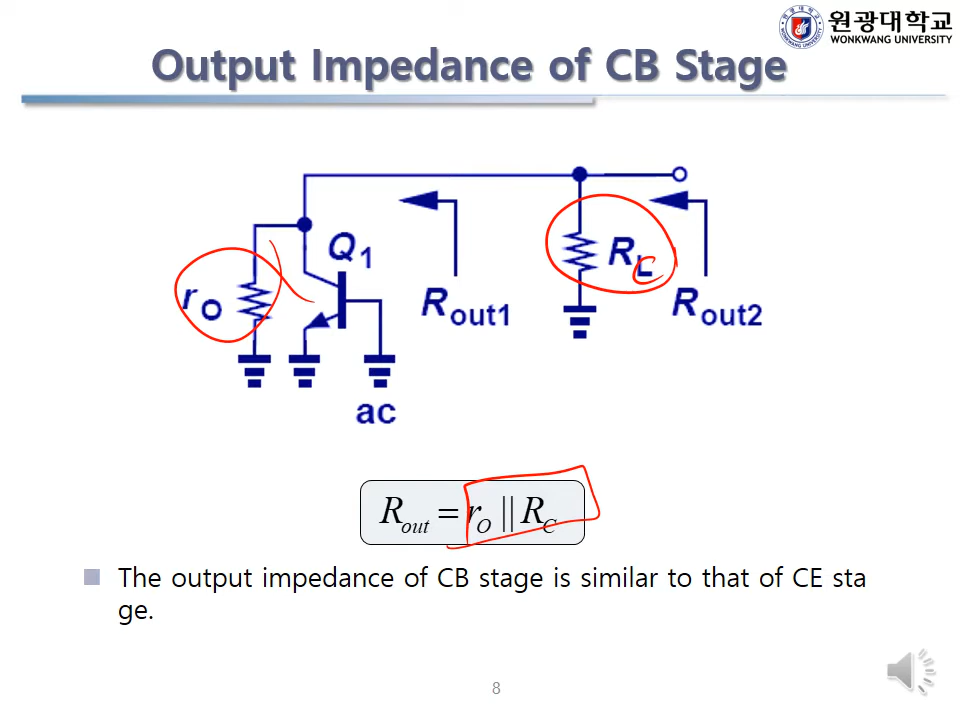 원광대학교
WONKWANG UNIVERSITY
Output Impedance of CB Stage
Q1
RL
C
rO
Rout1
Rout2
ac
Rout = rO || RC
The output impedance of CB stage is similar to that of CE sta
ge.
8